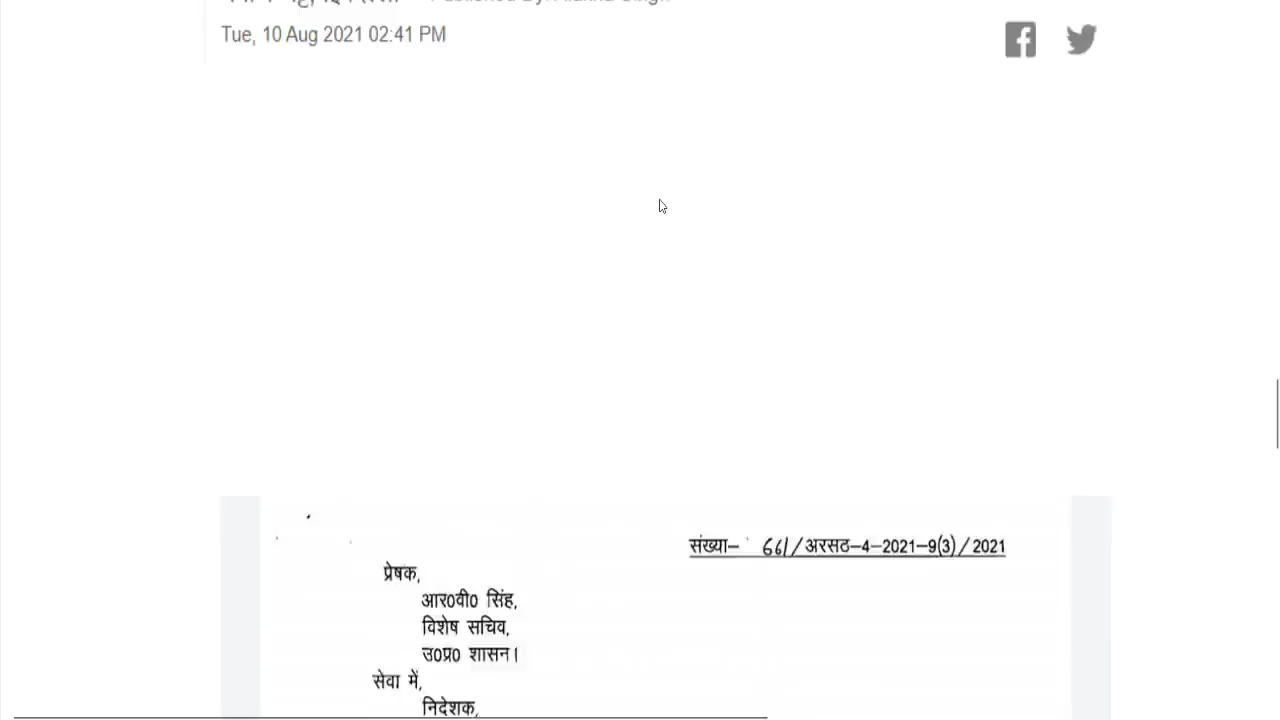 Tue, 10 Aug 2021 02:41 PM
संख्या- 661/अरसठ-4-2021-9(3)/2021
प्रेषक,
आर0वी0 सिंह,
विशेष सचिव,
उ0प्र0 शासन।
सेवा में,
निदेशक,